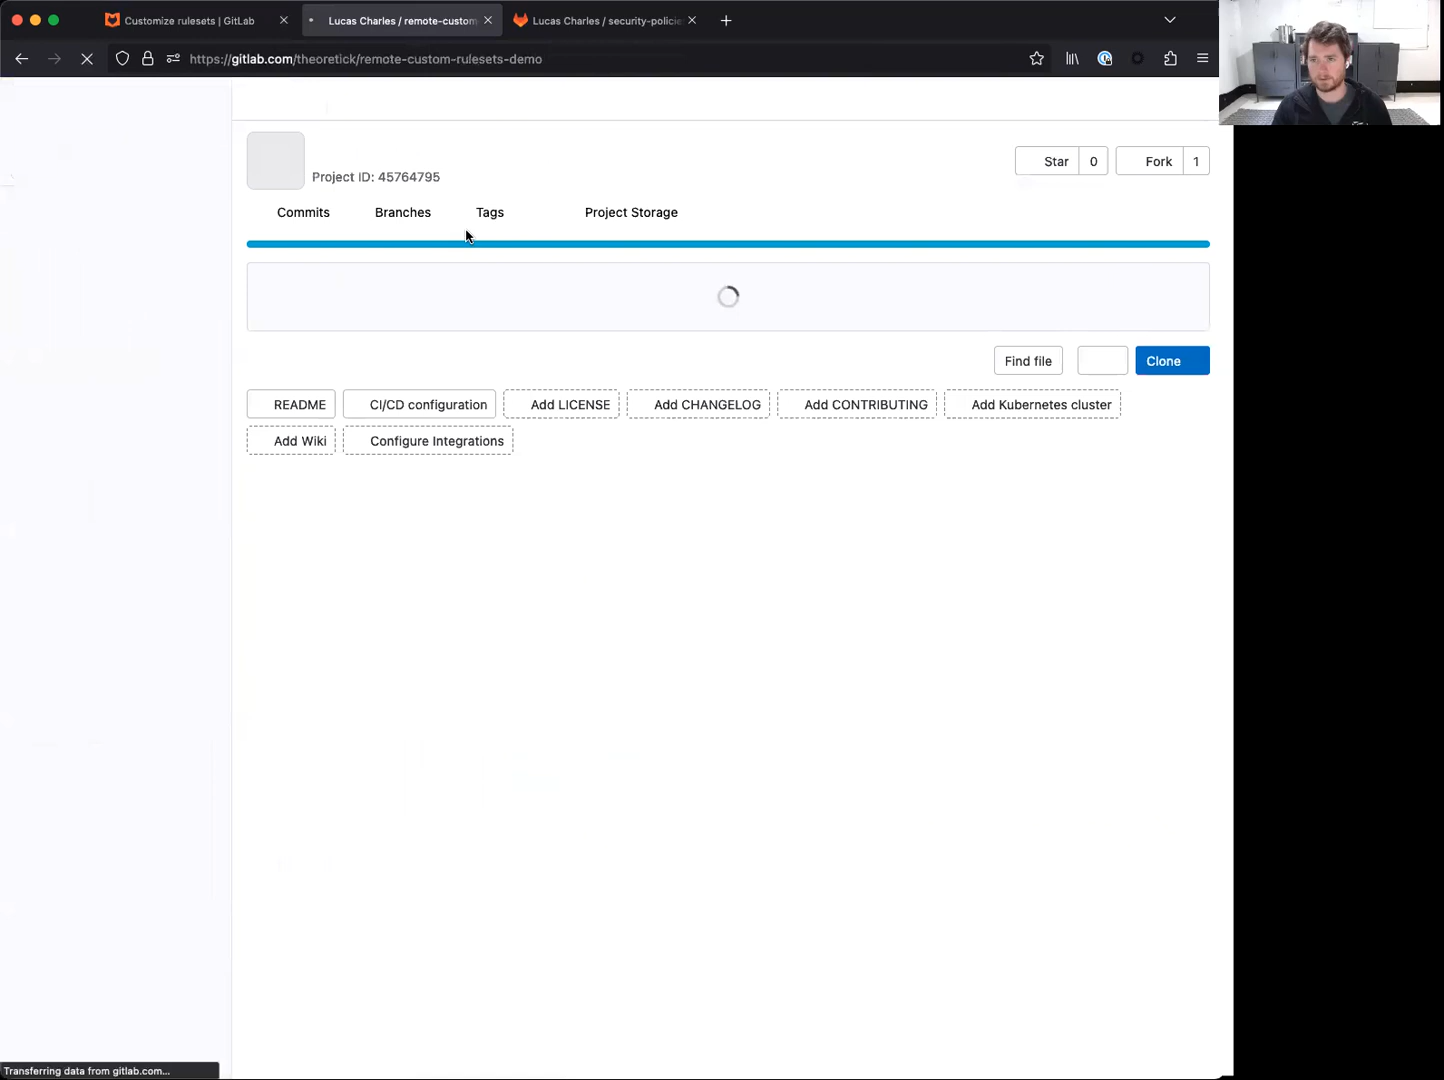 Customize rulesets | GitLab
Lucas Charles / remote-custom
Lucas Charles / security-policie
https://gitlab.com/theoretick/remote-custom-rulesets-demo
Project ID: 45764795
Star 0
Fork 1
Commits
Branches
Tags
Project Storage
Find file
Clone
README
CI/CD configuration
Add LICENSE
Add CHANGELOG
Add CONTRIBUTING
Add Kubernetes cluster
Add Wiki
Configure Integrations
Transferring data from gitlab.com...